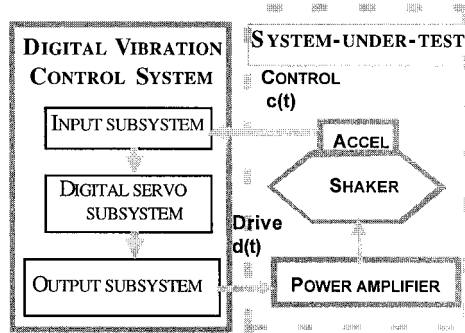 DIGITAL VIBRATION
CONTROL SYSTEM
INPUT SUBSYSTEM
DIGITAL SERVO
SUBSYSTEM
OUTPUT SUBSYSTEM
SYSTEM-UNDER-TEST
CONTROL
c(t)
ACCEL
SHAKER
Drive
d(t)
POWER AMPLIFIER